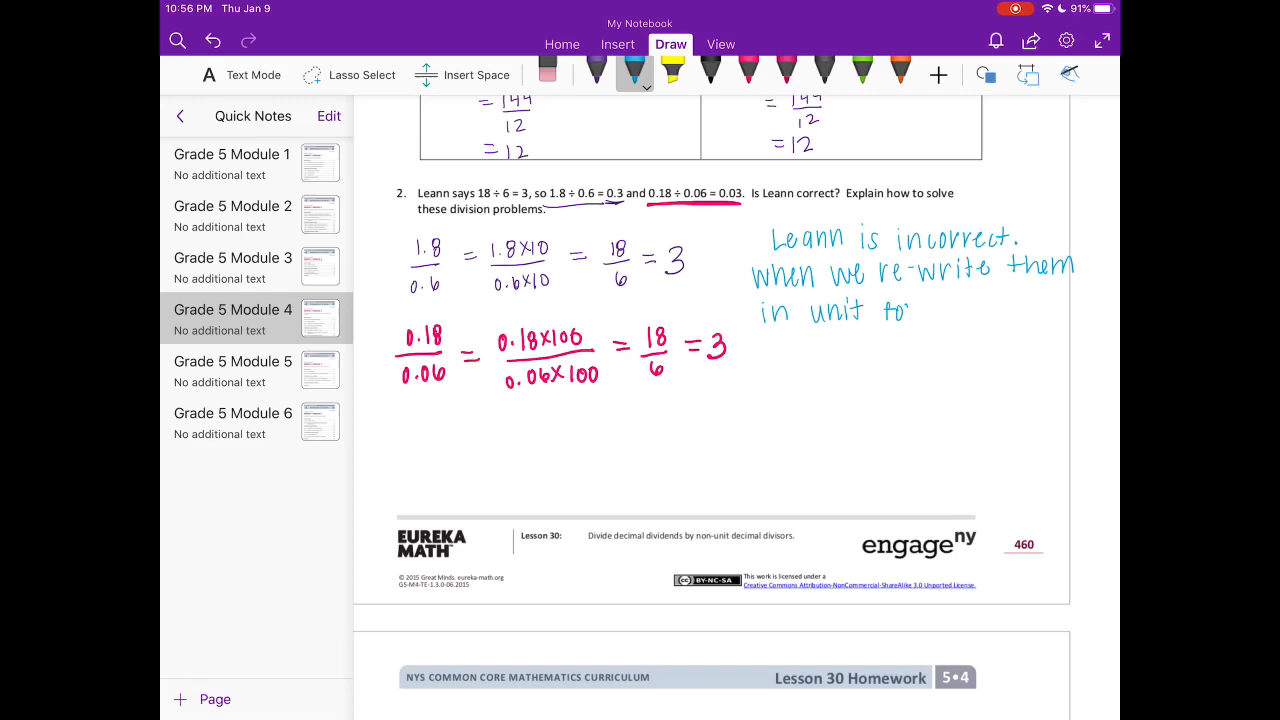 10:56 PM Thu Jan 9
91%
My Notebook
Home Insert Draw View
A Text Mode Lasso Select Insert Space
Quick Notes Edit
Grade 5 Module 1
No additional text
Grade 5 Module 2
No additional text
Grade 5 Module 3
No additional text
Grade 5 Module 4
No additional text
Grade 5 Module 5
No additional text
Grade 5 Module 6
No additional text
+ Page
= 144/12
= 12
= 144/12
= 12
2. Leann says 18 ÷ 6 = 3, so 1.8 ÷ 0.6 = 0.3 and 0.18 ÷ 0.06 = 0.03. Is Leann correct? Explain how to solve
these division problems.
1.8/0.6 = 1.8×10/0.6×10 = 18/6 = 3
0.18/0.06 = 0.18×100/0.06×100 = 18/6 = 3
Leann is incorrect.
when we re-write them
in unit
EUREKA
MATH
Lesson 30: Divide decimal dividends by non-unit decimal divisors.
engageny
460
© 2015 Great Minds. eureka-math.org
G5-M4-TE-1.3.0-06.2015
CC BY-NC-SA
This work is licensed under a
Creative Commons Attribution-NonCommercial-ShareAlike 3.0 Unported License.
NYS COMMON CORE MATHEMATICS CURRICULUM
Lesson 30 Homework 5•4